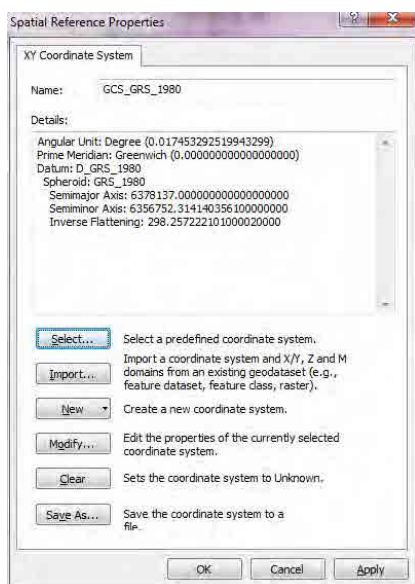 Spatial Reference Properties
XY Coordinate System
Name: GCS_GRS_1980
Details:
Angular Unit: Degree (0.017453292519943299)
Prime Meridian: Greenwich (0.000000000000000000)
Datum: D_GRS_1980
Spheroid: GRS_1980
Semimajor Axis: 6378137.000000000000000000
Semiminor Axis: 6356752.314140356100000000
Inverse Flattening: 298.257222101000020000
Select... Select a predefined coordinate system.
Import... Import a coordinate system and X/Y, Z and M
domains from an existing geodataset (e.g.,
feature dataset, feature class, raster).
New Create a new coordinate system.
Modify... Edit the properties of the currently selected
coordinate system.
Clear Sets the coordinate system to Unknown.
Save As... Save the coordinate system to a
file.
OK Cancel Apply